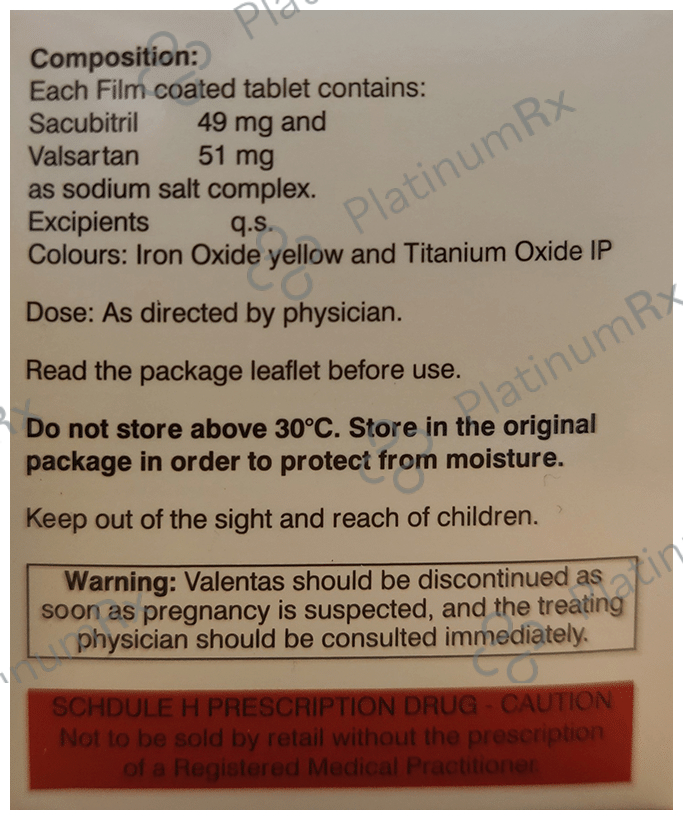 Composition:
Each Film coated tablet contains:
Sacubitril 49 mg and
Valsartan 51 mg
as sodium salt complex.
Excipients q.s.
Colours: Iron Oxide yellow and Titanium Oxide IP
Dose: As directed by physician.
Read the package leaflet before use.
Do not store above 30°C. Store in the original
package in order to protect from moisture.
Keep out of the sight and reach of children.
Warning: Valentas should be discontinued as
soon as pregnancy is suspected, and the treating
physician should be consulted immediately.
SCHDULE H PRESCRIPTION DRUG - CAUTION
Not to be sold by retail without the prescription
of a Registered Medical Practitioner.
PlatinumRx
PlatinumRx